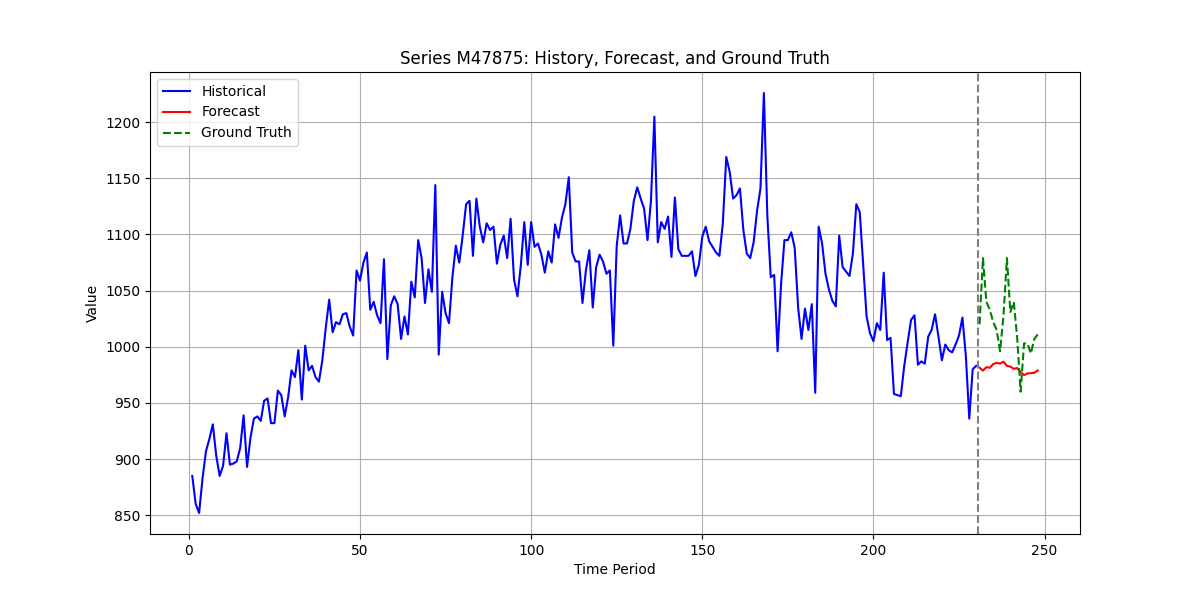 Series M47875: History, Forecast, and Ground Truth
Historical
Forecast
Ground Truth
Value
1200
1150
1100
1050
1000
950
900
850
0
50
100
150
200
250
Time Period